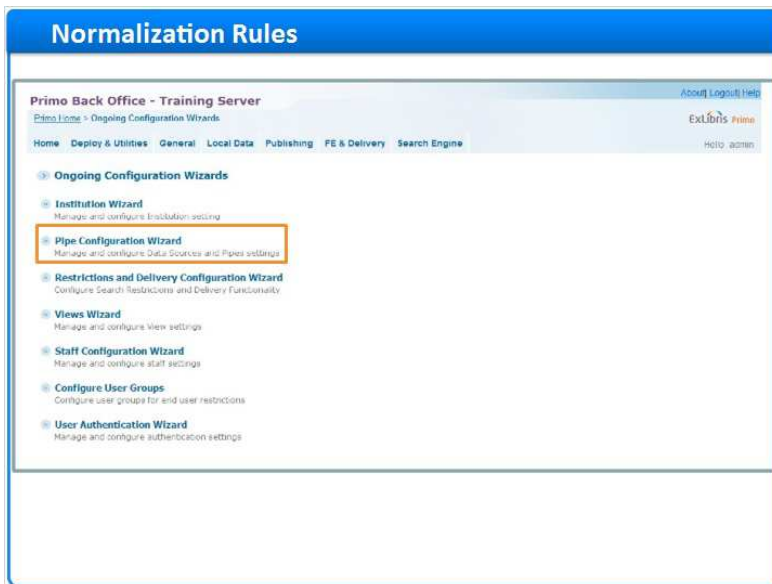 Normalization Rules
About| Logout| Help
Primo Back Office - Training Server
Primo Home > Ongoing Configuration Wizards
ExLibris Primo
Home Deploy & Utilities General Local Data Publishing FE & Delivery Search Engine
Hello admin
Ongoing Configuration Wizards
Institution Wizard
Manage and configure Institution setting
Pipe Configuration Wizard
Manage and configure Data Sources and Pipes settings
Restrictions and Delivery Configuration Wizard
Configure Search Restrictions and Delivery Functionality
Views Wizard
Manage and configure View settings
Staff Configuration Wizard
Manage and configure staff settings
Configure User Groups
Configure user groups for end user restrictions
User Authentication Wizard
Manage and configure authentication settings